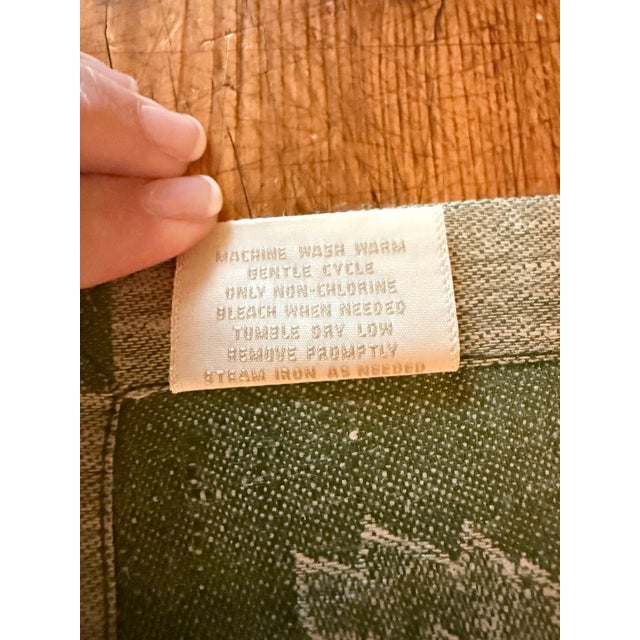 MACHINE WASH WARM
GENTLE CYCLE
ONLY NON-CHLORINE
BLEACH WHEN NEEDED
TUMBLE DRY LOW
REMOVE PROMPTLY
STEAM IRON AS NEEDED